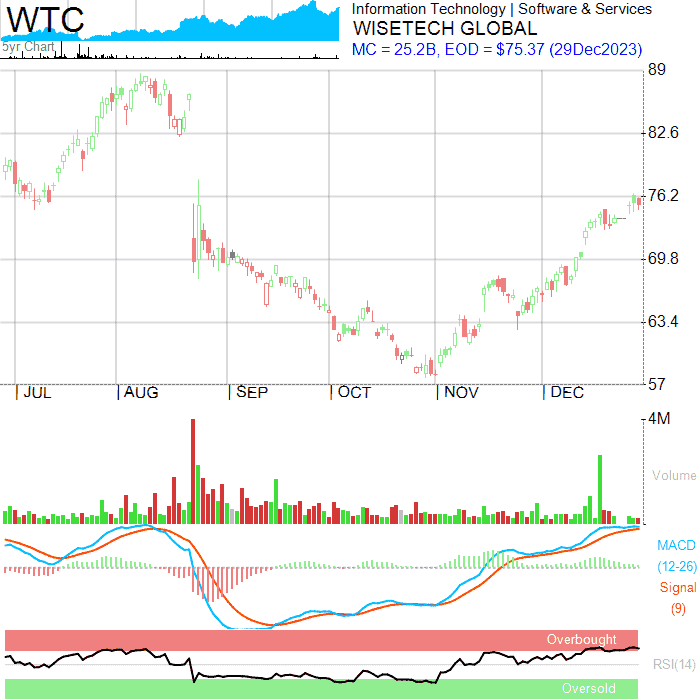 WTC
5yr Chart
Information Technology | Software & Services
WISETECH GLOBAL
MC = 25.2B, EOD = $75.37 (29Dec2023)
89
82.6
76.2
69.8
63.4
57
JUL
AUG
SEP
OCT
NOV
DEC
4M
Volume
MACD
(12-26)
Signal
(9)
Overbought
RSI(14)
Oversold